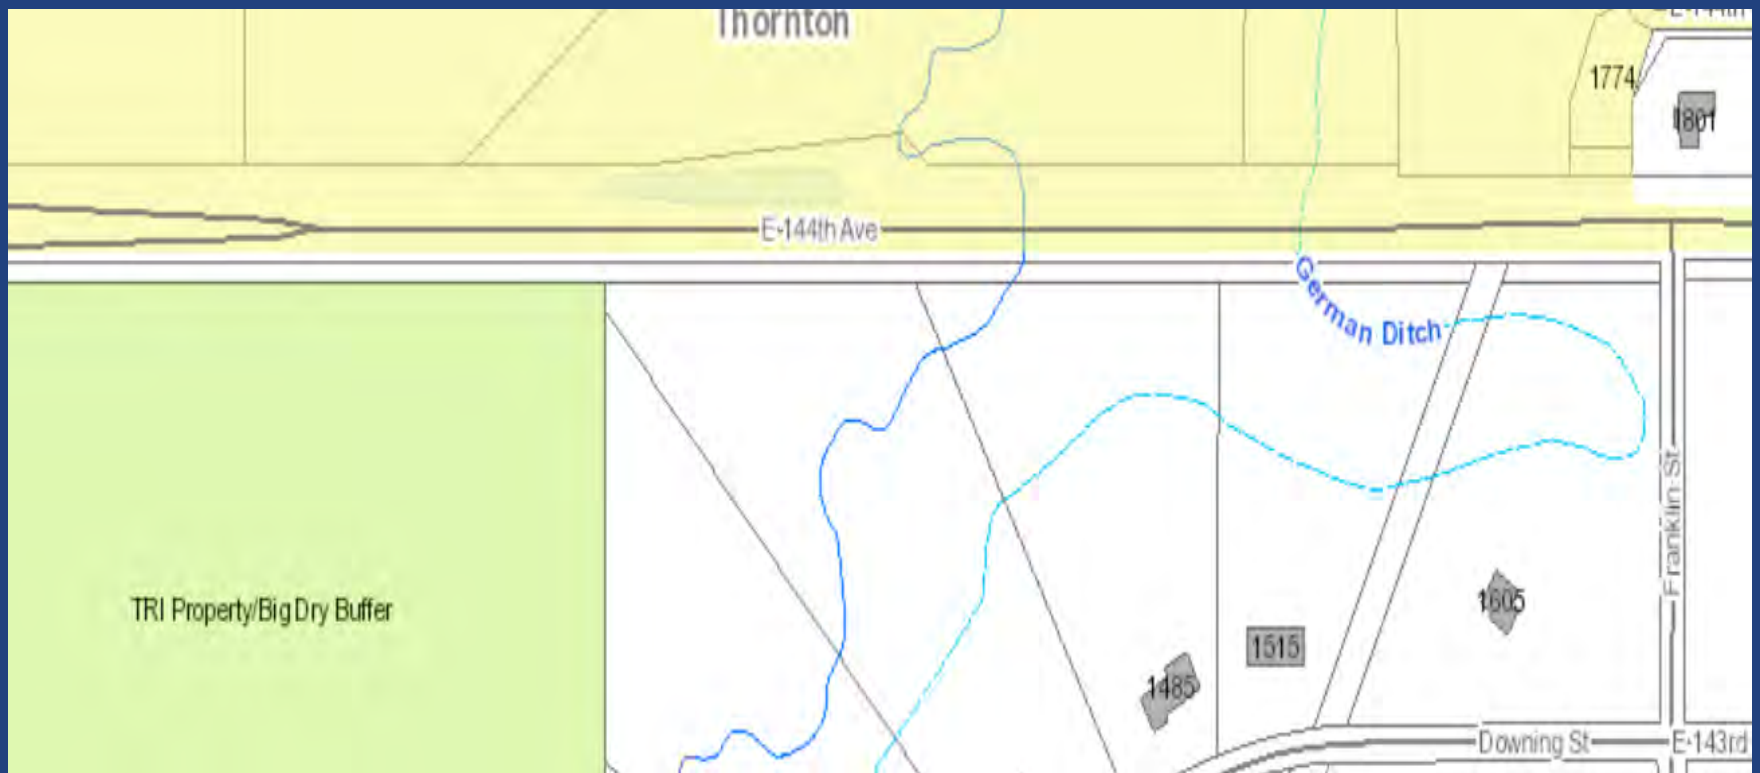 Thornton
E-144th
1774
1801
E-144th Ave
German Ditch
Franklin St
TRI Property/Big Dry Buffer
1605
1515
1485
Downing St
E-143rd